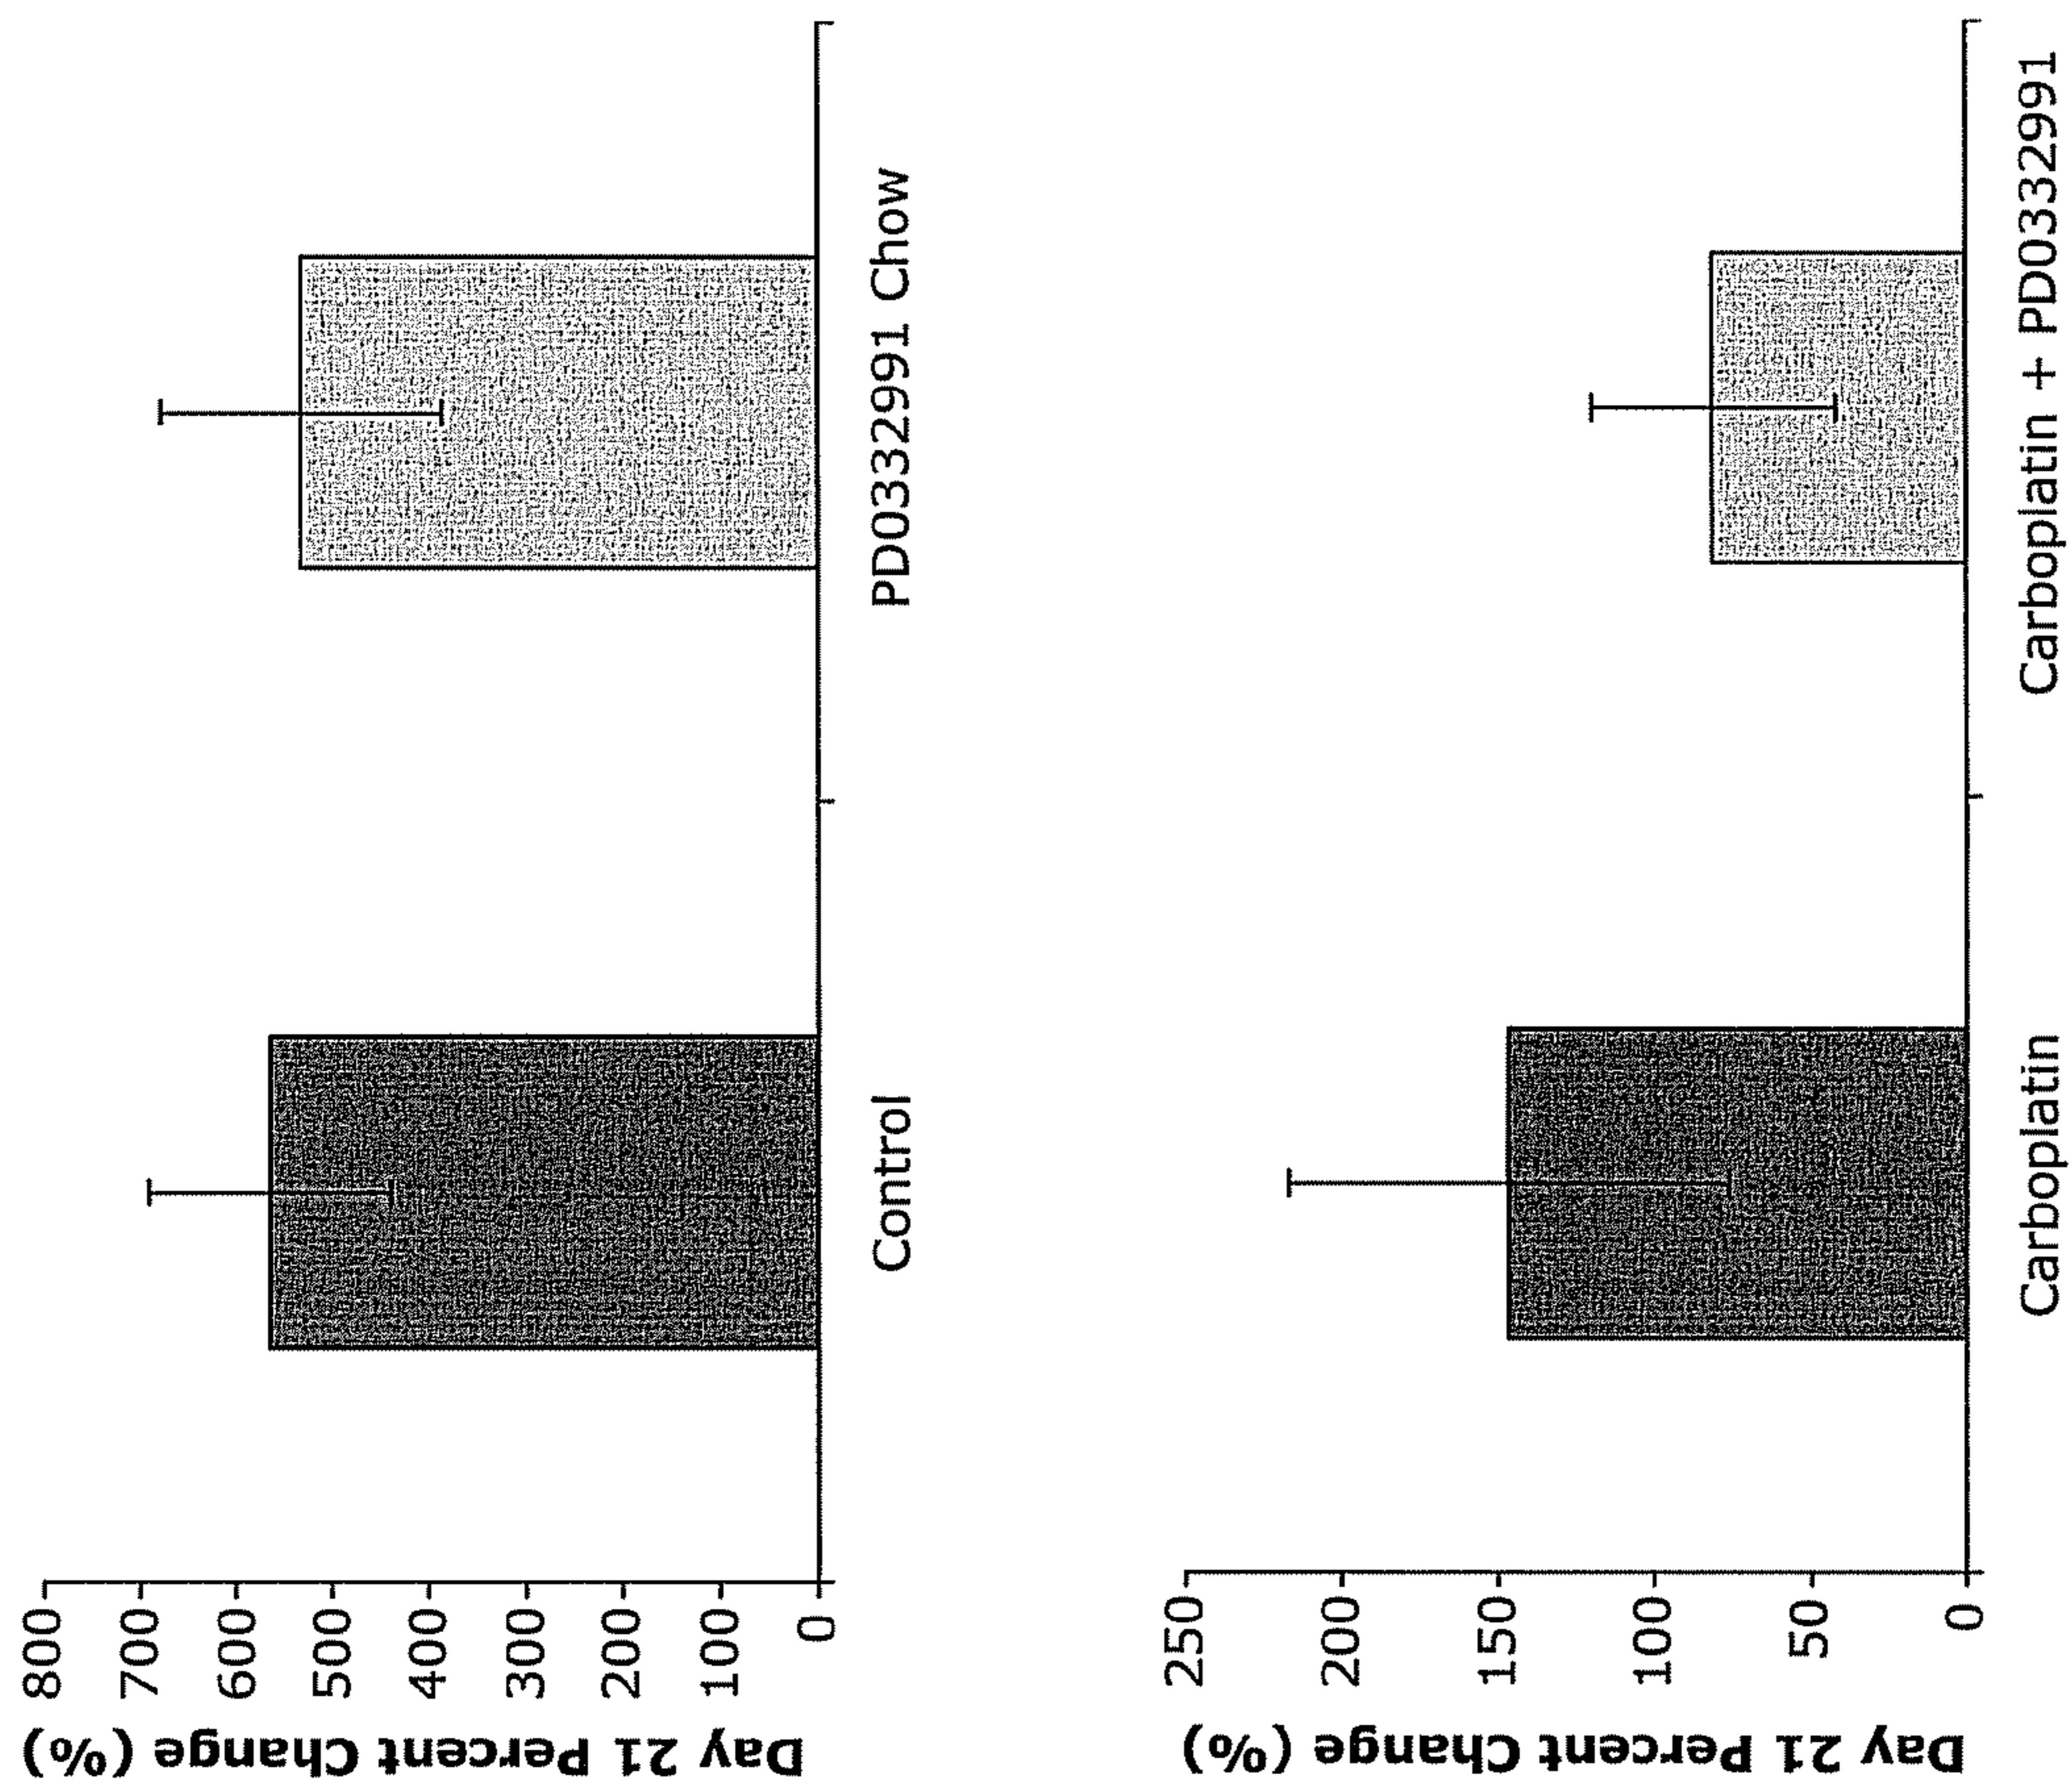 Day 21 Percent Change (%)
800
700
600
500
400
300
200
100
0
Control
PD0332991 Chow
Day 21 Percent Change (%)
250
200
150
100
50
0
Carboplatin
Carboplatin + PD0332991